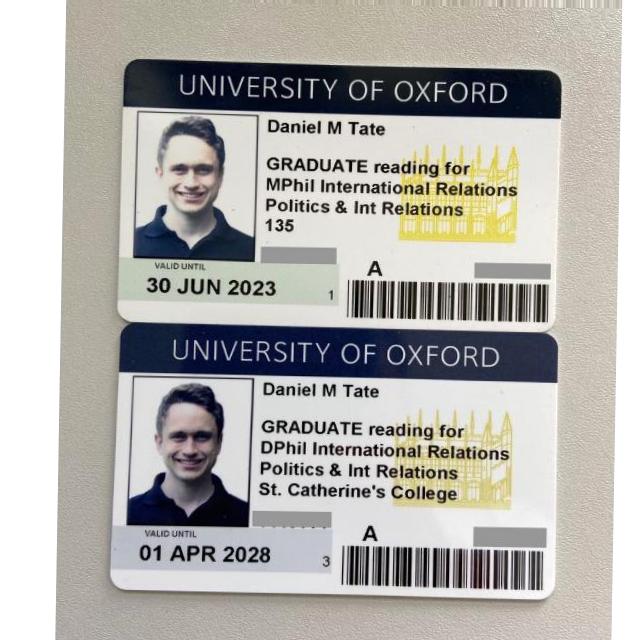 UNIVERSITY OF OXFORD
Daniel M Tate
GRADUATE reading for
MPhil International Relations
Politics & Int Relations
135
VALID UNTIL
30 JUN 2023
1
A
UNIVERSITY OF OXFORD
Daniel M Tate
GRADUATE reading for
DPhil International Relations
Politics & Int Relations
St. Catherine's College
VALID UNTIL
01 APR 2028
3
A